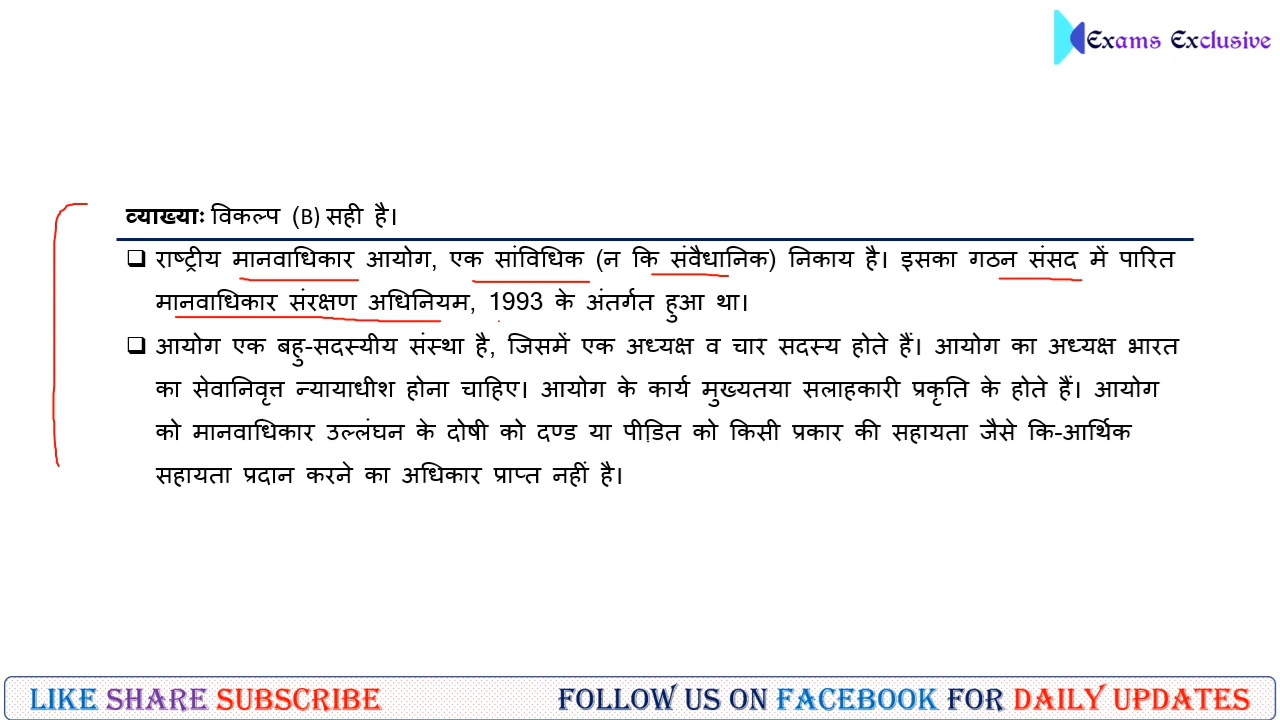 Exams Exclusive
व्याख्याः विकल्प (B) सही है।
❑ राष्ट्रीय मानवाधिकार आयोग, एक सांविधिक (न कि संवैधानिक) निकाय है। इसका गठन संसद में पारित
मानवाधिकार संरक्षण अधिनियम, 1993 के अंतर्गत हुआ था।
❑ आयोग एक बहु-सदस्यीय संस्था है, जिसमें एक अध्यक्ष व चार सदस्य होते हैं। आयोग का अध्यक्ष भारत
का सेवानिवृत्त न्यायाधीश होना चाहिए। आयोग के कार्य मुख्यतया सलाहकारी प्रकृति के होते हैं। आयोग
को मानवाधिकार उल्लंघन के दोषी को दण्ड या पीड़ित को किसी प्रकार की सहायता जैसे कि-आर्थिक
सहायता प्रदान करने का अधिकार प्राप्त नहीं है।
LIKE SHARE SUBSCRIBE FOLLOW US ON FACEBOOK FOR DAILY UPDATES